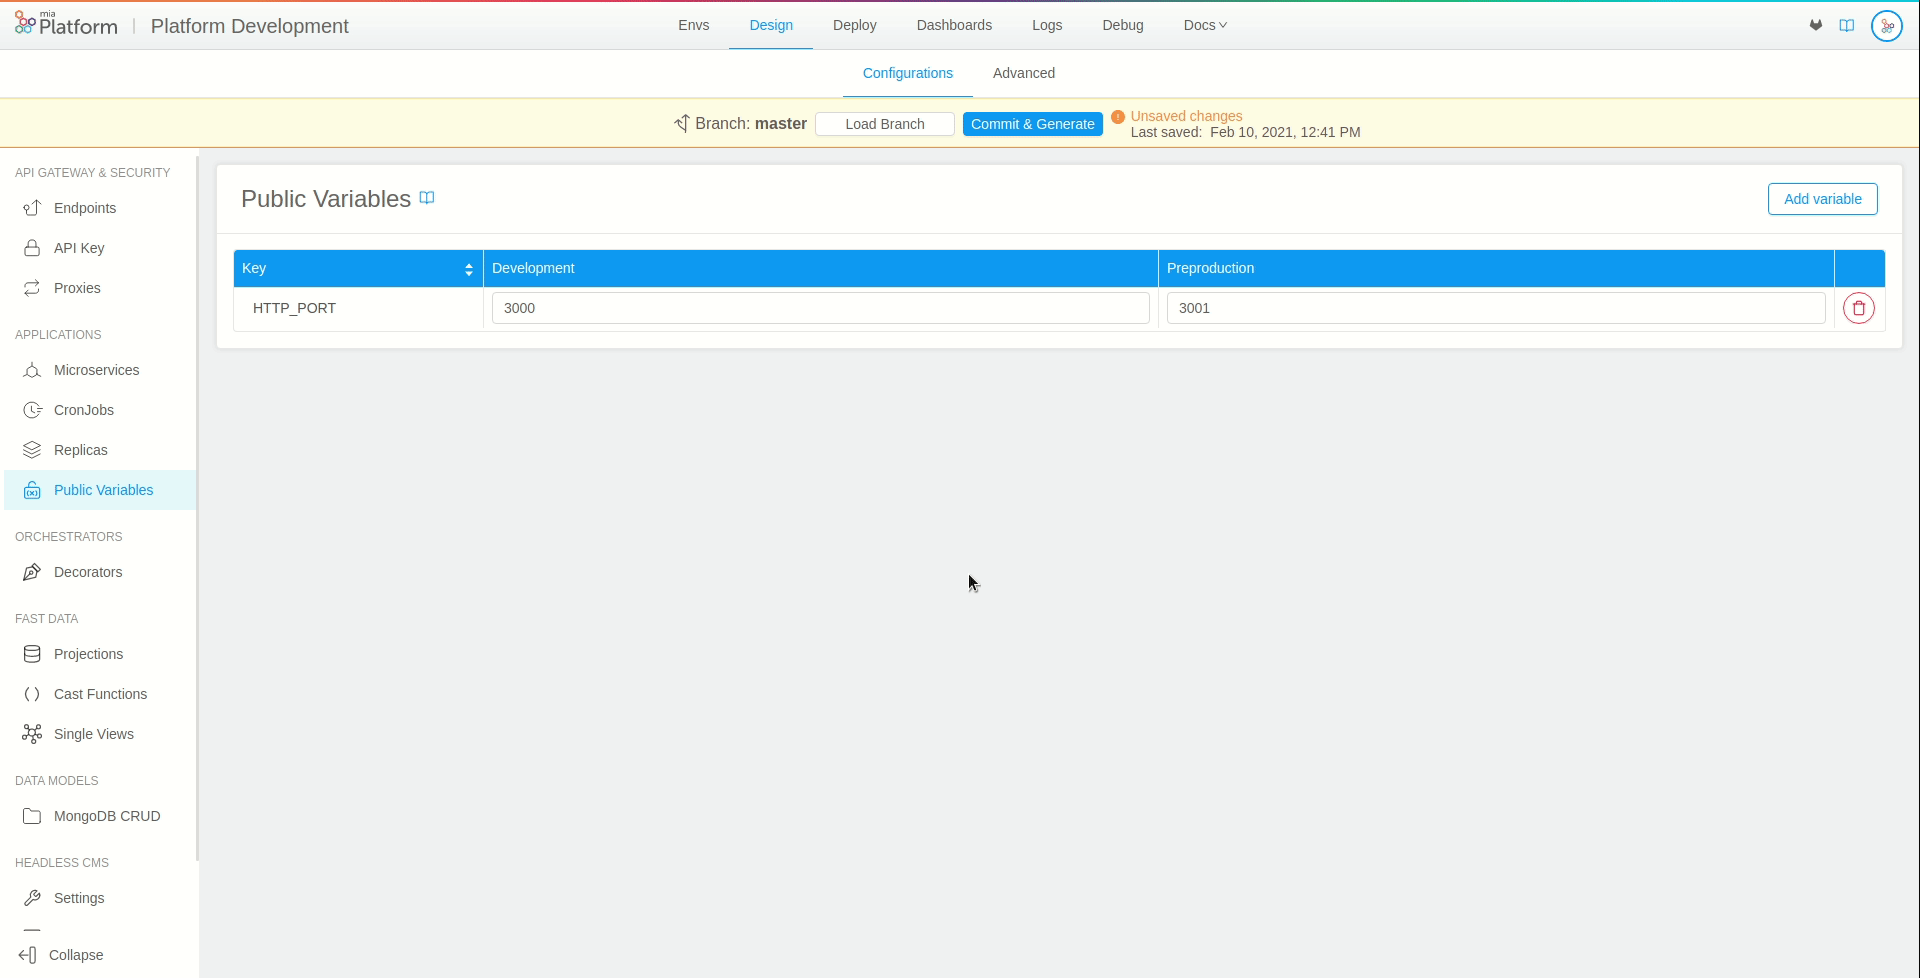 mia
Platform | Platform Development
Envs Design Deploy Dashboards Logs Debug Docs
Configurations Advanced
Branch: master Load Branch Commit & Generate
Unsaved changes
Last saved: Feb 10, 2021, 12:41 PM
API GATEWAY & SECURITY
Endpoints
API Key
Proxies
APPLICATIONS
Microservices
CronJobs
Replicas
Public Variables
ORCHESTRATORS
Decorators
FAST DATA
Projections
Cast Functions
Single Views
DATA MODELS
MongoDB CRUD
HEADLESS CMS
Settings
Collapse
Public Variables
Add variable
Key Development Preproduction
HTTP_PORT 3000 3001